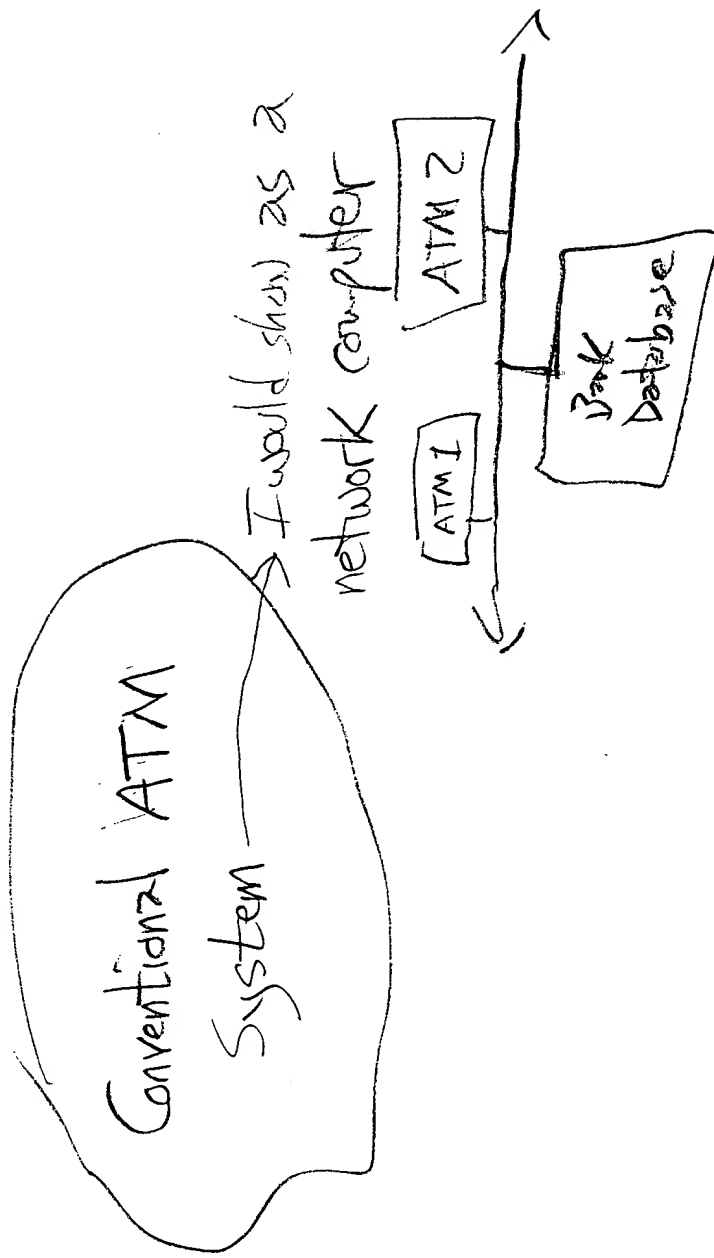 Conventional ATM
System
I would show as a
network computer
ATM 1
ATM 2
Bank
Database